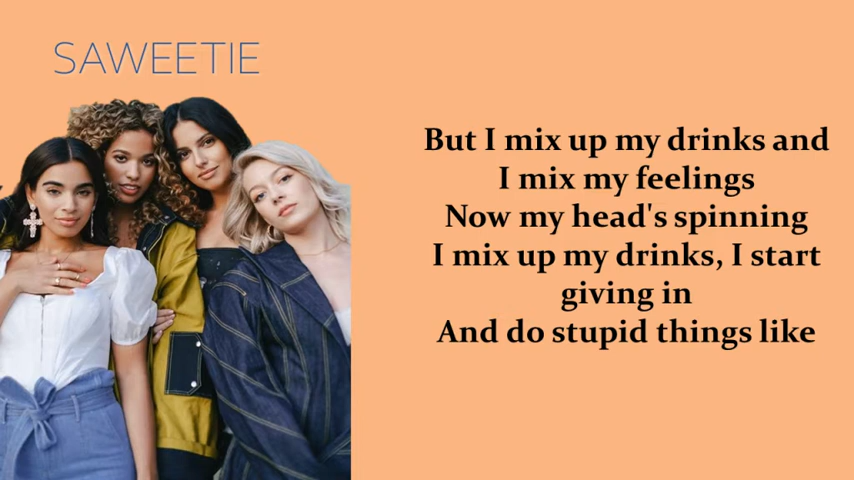 SAWEETIE
But I mix up my drinks and
I mix my feelings
Now my head's spinning
I mix up my drinks, I start
giving in
And do stupid things like